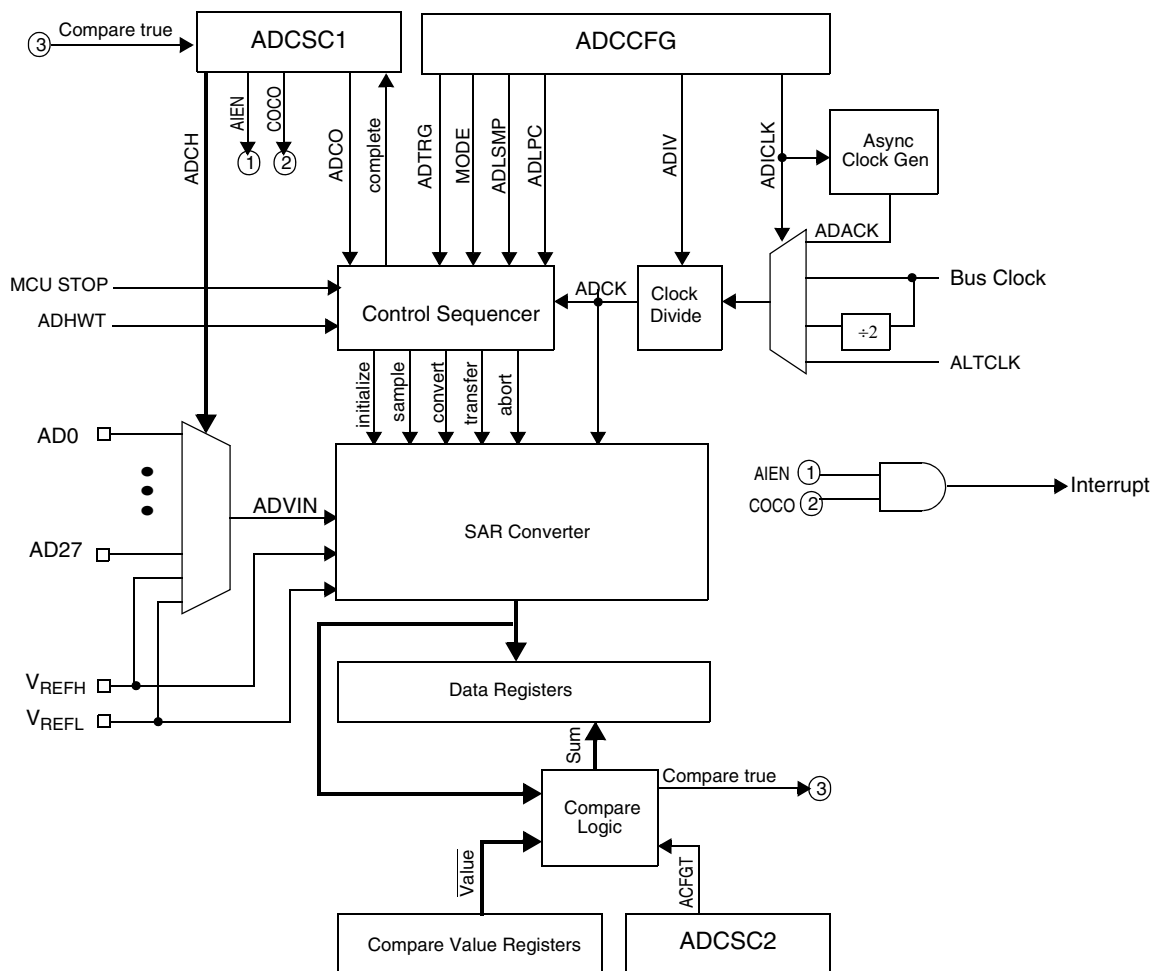 3
Compare true
ADCSC1
ADCCFG
ADCH
AIEN
COCO
1
2
ADCO
complete
ADTRG
MODE
ADLSMP
ADLPC
ADIV
ADICLK
Async
Clock Gen
ADACK
MCU STOP
ADHWT
Control Sequencer
ADCK
Clock
Divide
Bus Clock
÷2
ALTCLK
initialize
sample
convert
transfer
abort
AD0
AD27
ADVIN
SAR Converter
AIEN 1
COCO 2
Interrupt
VREFH
VREFL
Data Registers
Sum
Compare
Logic
Compare true
3
Value
ACFGT
Compare Value Registers
ADCSC2